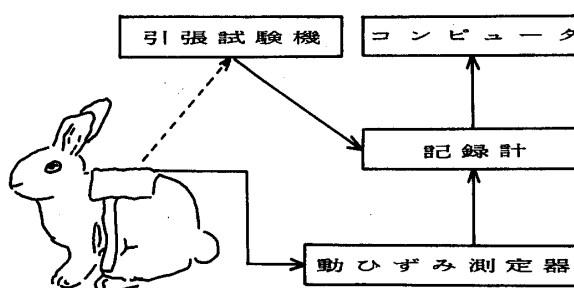 引張試験機
コンピュータ
記録計
動ひずみ測定器